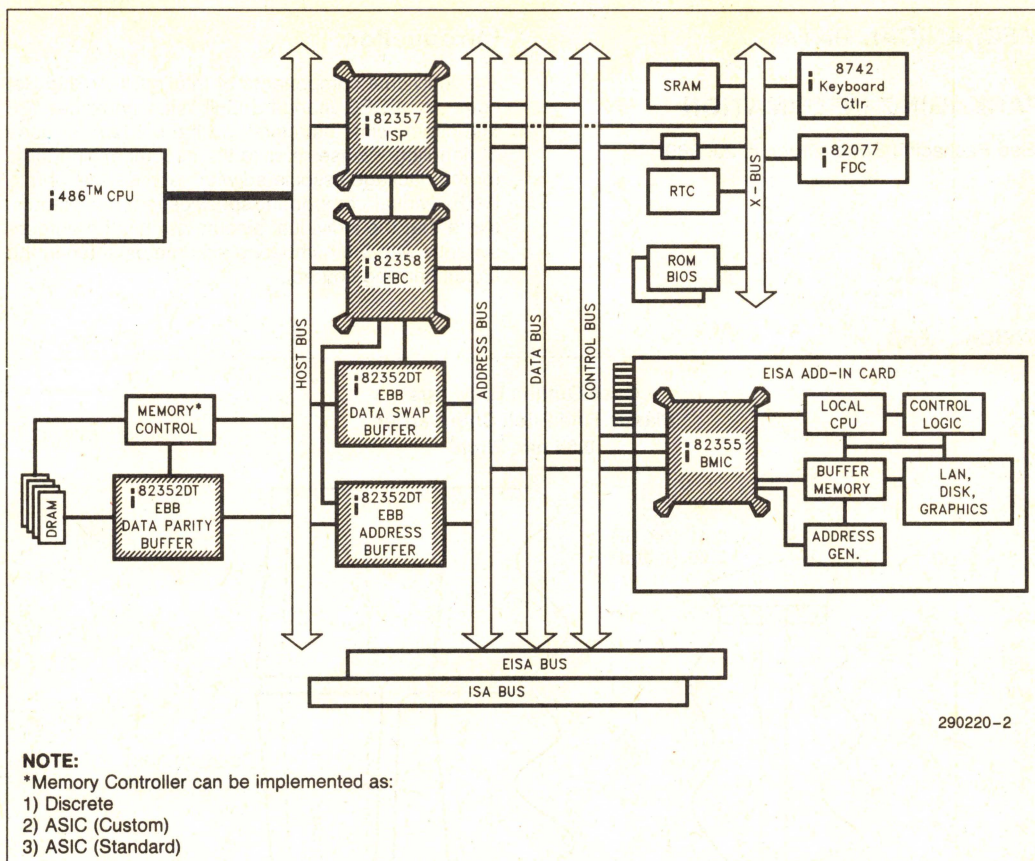 i 82357
ISP
i 486™ CPU
i 82358
EBC
HOST BUS
ADDRESS BUS
DATA BUS
CONTROL BUS
X - BUS
SRAM
RTC
ROM
BIOS
i 8742
Keyboard
Ctlr
i 82077
FDC
MEMORY*
CONTROL
DRAM
i 82352DT
EBB
DATA PARITY
BUFFER
i 82352DT
EBB
DATA SWAP
BUFFER
i 82352DT
EBB
ADDRESS
BUFFER
EISA ADD-IN CARD
i 82355
BMIC
LOCAL
CPU
CONTROL
LOGIC
BUFFER
MEMORY
LAN,
DISK,
GRAPHICS
ADDRESS
GEN.
EISA BUS
ISA BUS
290220-2
NOTE:
*Memory Controller can be implemented as:
1) Discrete
2) ASIC (Custom)
3) ASIC (Standard)